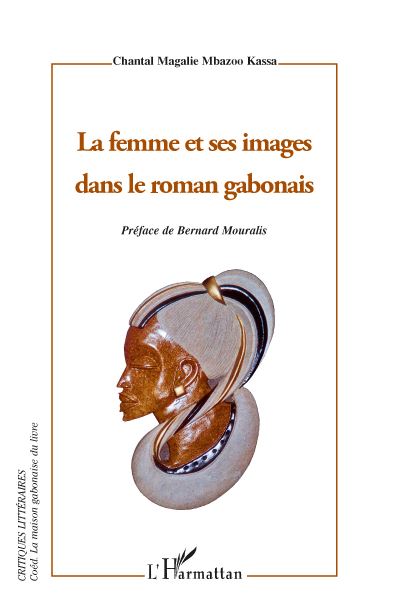 Chantal Magalie Mbazoo Kassa
La femme et ses images
dans le roman gabonais
Préface de Bernard Mouralis
CRITIQUES LITTÉRAIRES
Coéd. La maison gabonaise du livre
L'Harmattan